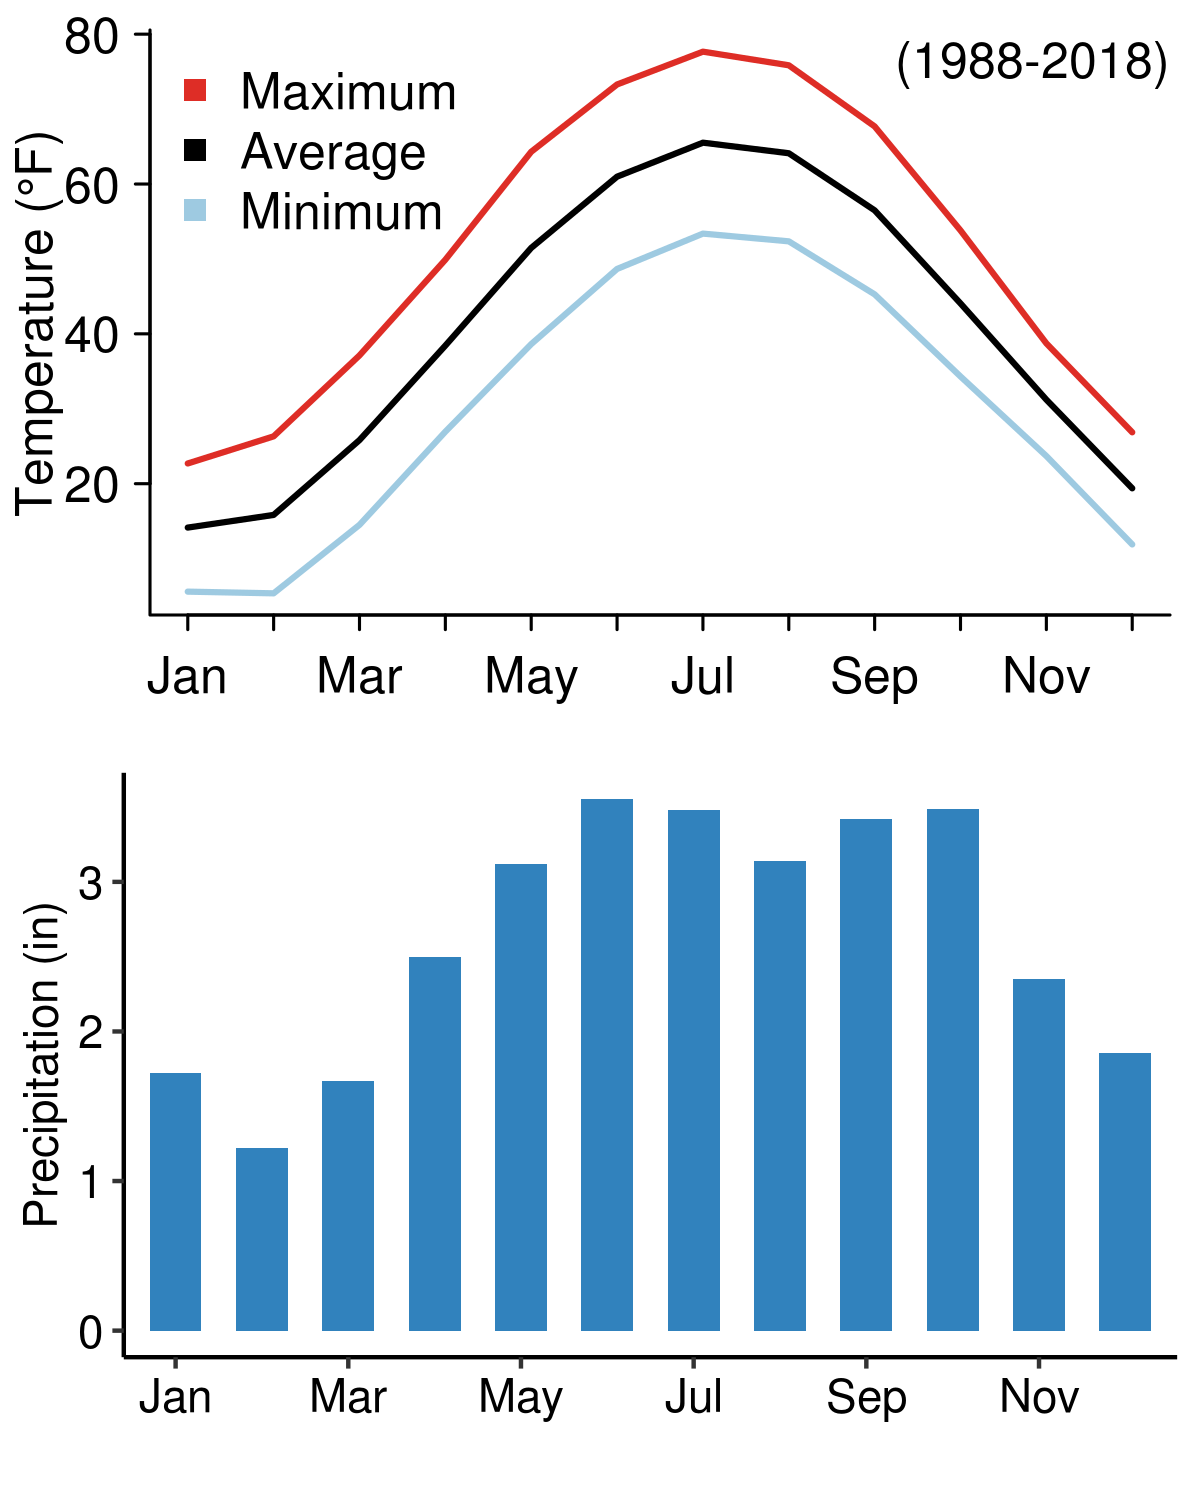 (1988-2018)
Maximum
Average
Minimum
Temperature (°F)
80
60
40
20
Jan Mar May Jul Sep Nov
Precipitation (in)
3
2
1
0
Jan Mar May Jul Sep Nov